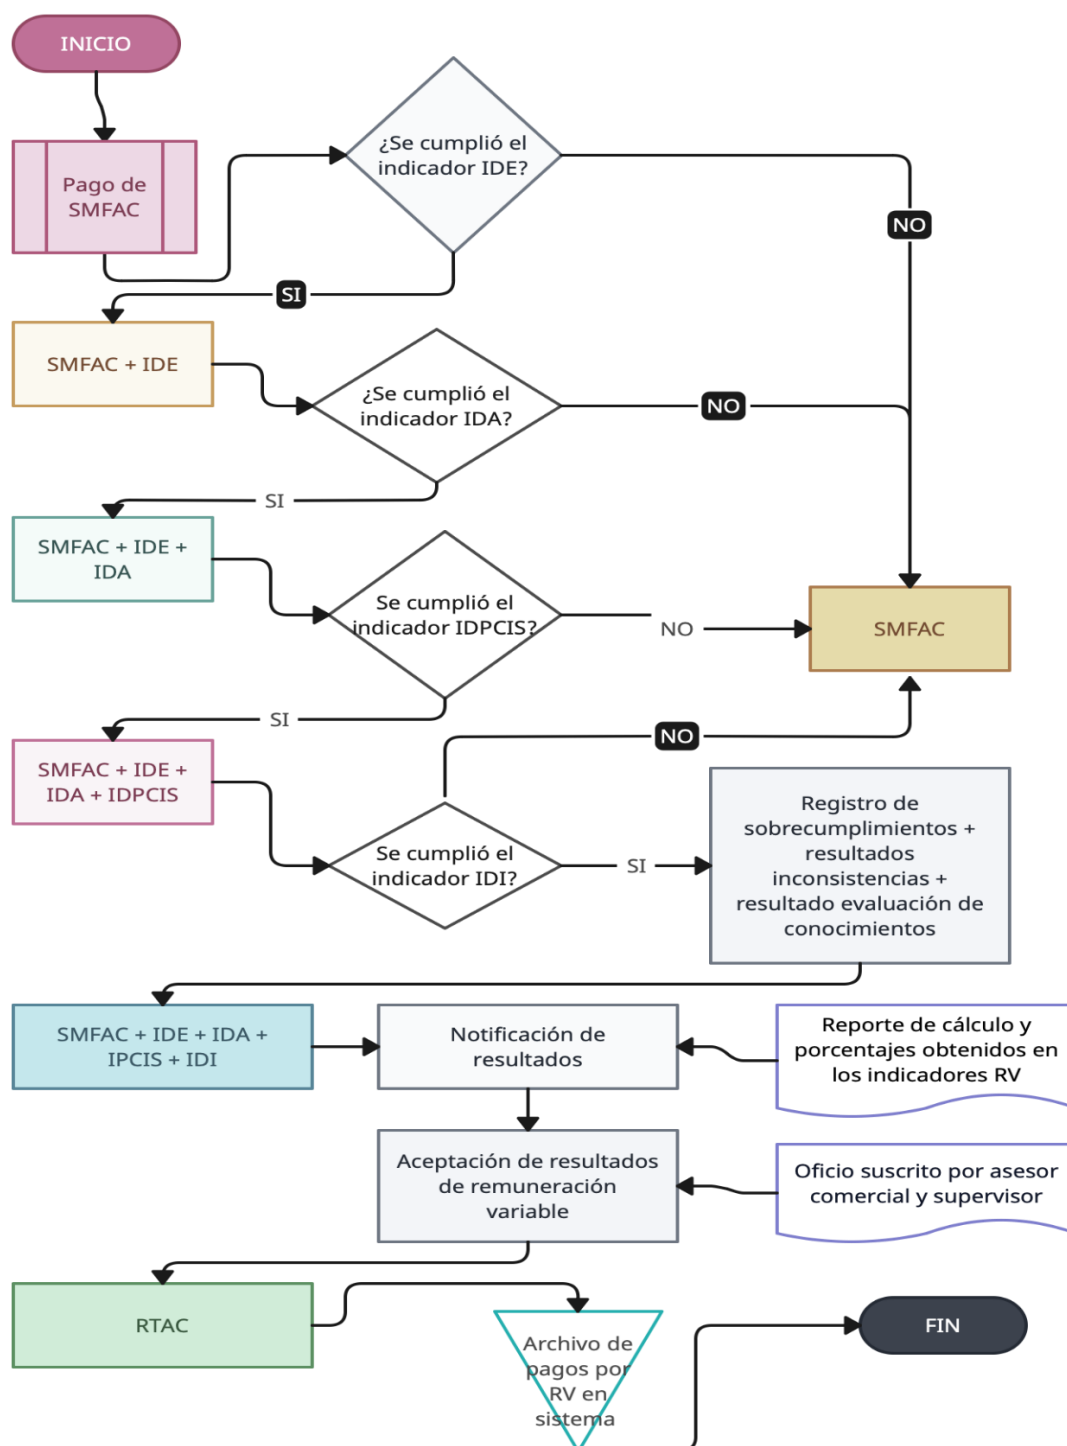 INICIO
¿Se cumplió el
indicador IDE?
Pago de
SMFAC
NO
SI
SMFAC + IDE
¿Se cumplió el
indicador IDA?
NO
SI
SMFAC + IDE +
IDA
Se cumplió el
indicador IDPCIS?
NO
SMFAC
SI
NO
SMFAC + IDE +
IDA + IDPCIS
Se cumplió el
indicador IDI?
SI
Registro de
sobrecumplimientos +
resultados
inconsistencias +
resultado evaluación de
conocimientos
SMFAC + IDE + IDA +
IPCIS + IDI
Notificación de
resultados
Reporte de cálculo y
porcentajes obtenidos en
los indicadores RV
Aceptación de resultados
de remuneración
variable
Oficio suscrito por asesor
comercial y supervisor
RTAC
Archivo de
pagos por
RV en
sistema
FIN